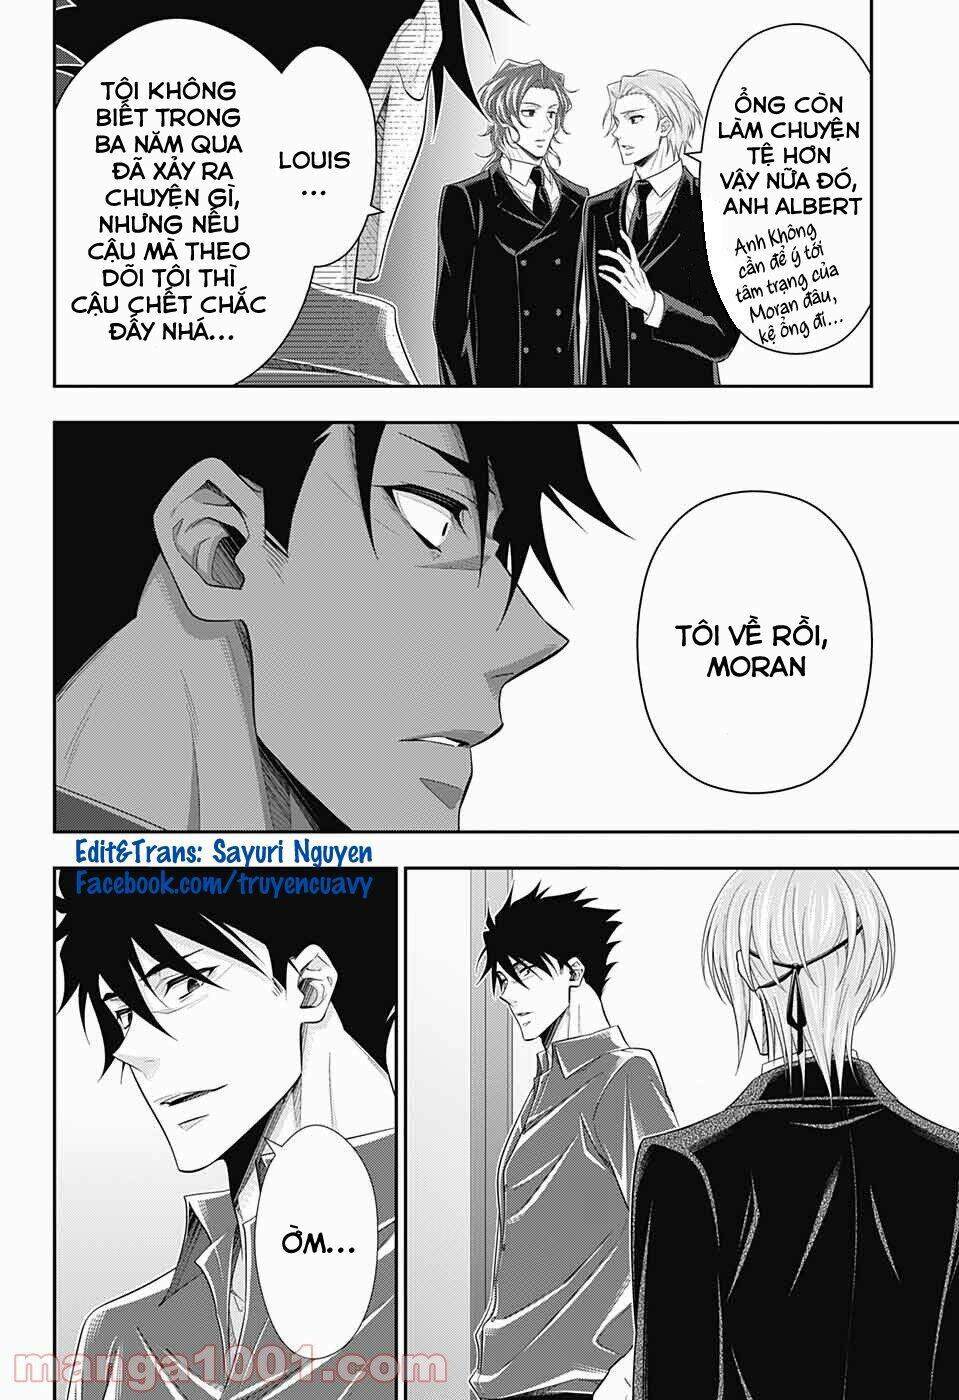 ỔNG CÒN
LÀM CHUYỆN
TỆ HƠN
VẬY NỮA ĐÓ,
ANH ALBERT
Anh Không
cần để ý tới
tâm trạng của
Moran đâu,
kệ ổng đi...
LOUIS
...
TÔI KHÔNG
BIẾT TRONG
BA NĂM QUA
ĐÃ XẢY RA
CHUYỆN GÌ,
NHƯNG NẾU
CẬU MÀ THEO
DÕI TÔI THÌ
CẬU CHẾT CHẮC
ĐẤY NHÁ...
TÔI VỀ RỒI,
MORAN
Edit&Trans: Sayuri Nguyen
Facebook.com/truyencuavy
ỜM...
manga1001.com